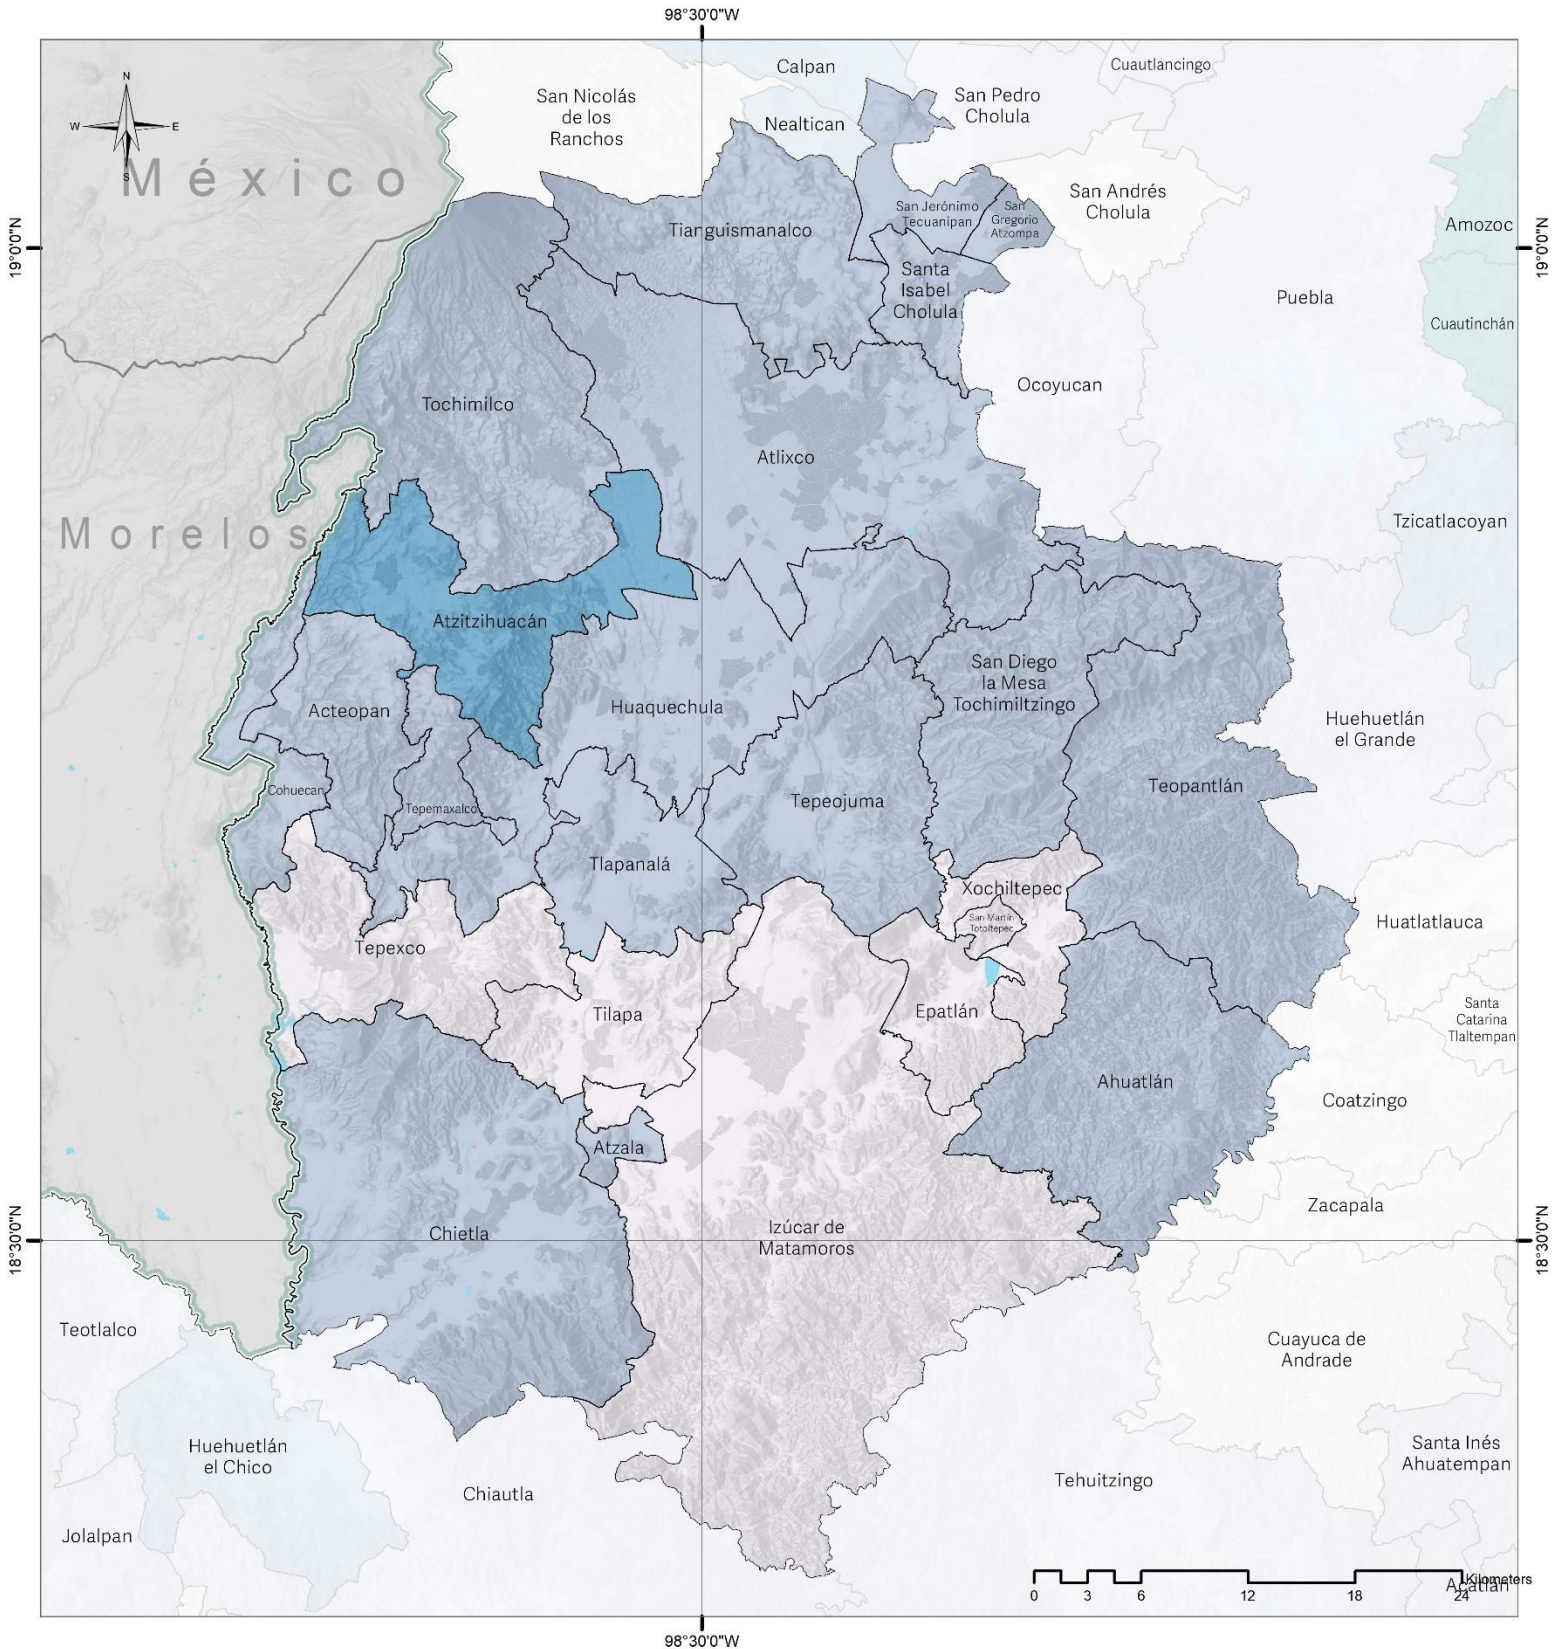 98°30'0"W
Calpan
Cuautlancingo
San Nicolás
de los
Ranchos
San Pedro
Cholula
Nealtican
N
W
E
S
México
San Andrés
Cholula
San Jerónimo
Tecuanipan
San
Gregorio
Atzompa
Tianguismanalco
Amozoc
19°0'0"N
19°0'0"N
Santa
Isabel
Cholula
Puebla
Cuautinchán
Ocoyucan
Tochimilco
Atlixco
Morelos
Tzicatlacoyan
Atzitzihuacán
San Diego
la Mesa
Tochimiltzingo
Acteopan
Huaquechula
Huehuetlán
el Grande
Cohuecan
Tepemaxalco
Tepeojuma
Teopantlán
Tlapanalá
Xochiltepec
San Martín
Totoltepec
Huatlatlauca
Tepexco
Tilapa
Epatlán
Santa
Catarina
Tlaltempan
Ahuatlán
Coatzingo
Atzala
Zacapala
Chietla
Izúcar de
Matamoros
18°30'0"N
18°30'0"N
Teotlalco
Cuayuca de
Andrade
Huehuetlán
el Chico
Santa Inés
Ahuatempan
Chiautla
Tehuitzingo
Jolalpan
Kilometers
Acatlán
0 3 6 12 18 24
98°30'0"W